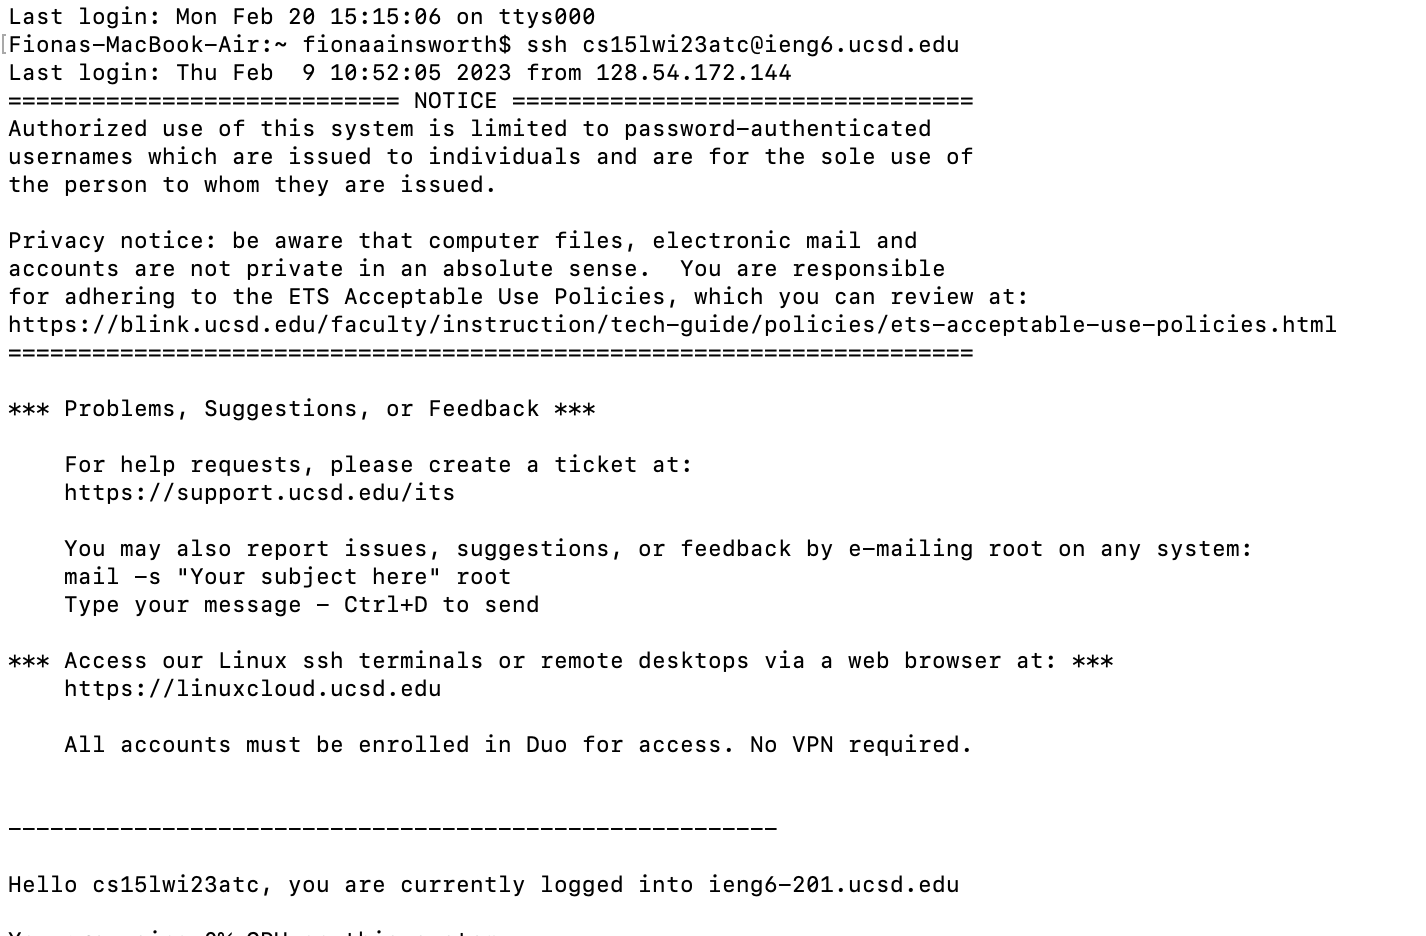 Last login: Mon Feb 20 15:15:06 on ttys000
[Fionas-MacBook-Air:~ fionaainsworth$ ssh cs15lwi23atc@ieng6.ucsd.edu
Last login: Thu Feb  9 10:52:05 2023 from 128.54.172.144
============================ NOTICE =================================
Authorized use of this system is limited to password-authenticated
usernames which are issued to individuals and are for the sole use of
the person to whom they are issued.

Privacy notice: be aware that computer files, electronic mail and
accounts are not private in an absolute sense.  You are responsible
for adhering to the ETS Acceptable Use Policies, which you can review at:
https://blink.ucsd.edu/faculty/instruction/tech-guide/policies/ets-acceptable-use-policies.html
=====================================================================

*** Problems, Suggestions, or Feedback ***

    For help requests, please create a ticket at:
    https://support.ucsd.edu/its

    You may also report issues, suggestions, or feedback by e-mailing root on any system:
    mail -s "Your subject here" root
    Type your message - Ctrl+D to send

*** Access our Linux ssh terminals or remote desktops via a web browser at: ***
    https://linuxcloud.ucsd.edu

    All accounts must be enrolled in Duo for access. No VPN required.

-------------------------------------------------------

Hello cs15lwi23atc, you are currently logged into ieng6-201.ucsd.edu